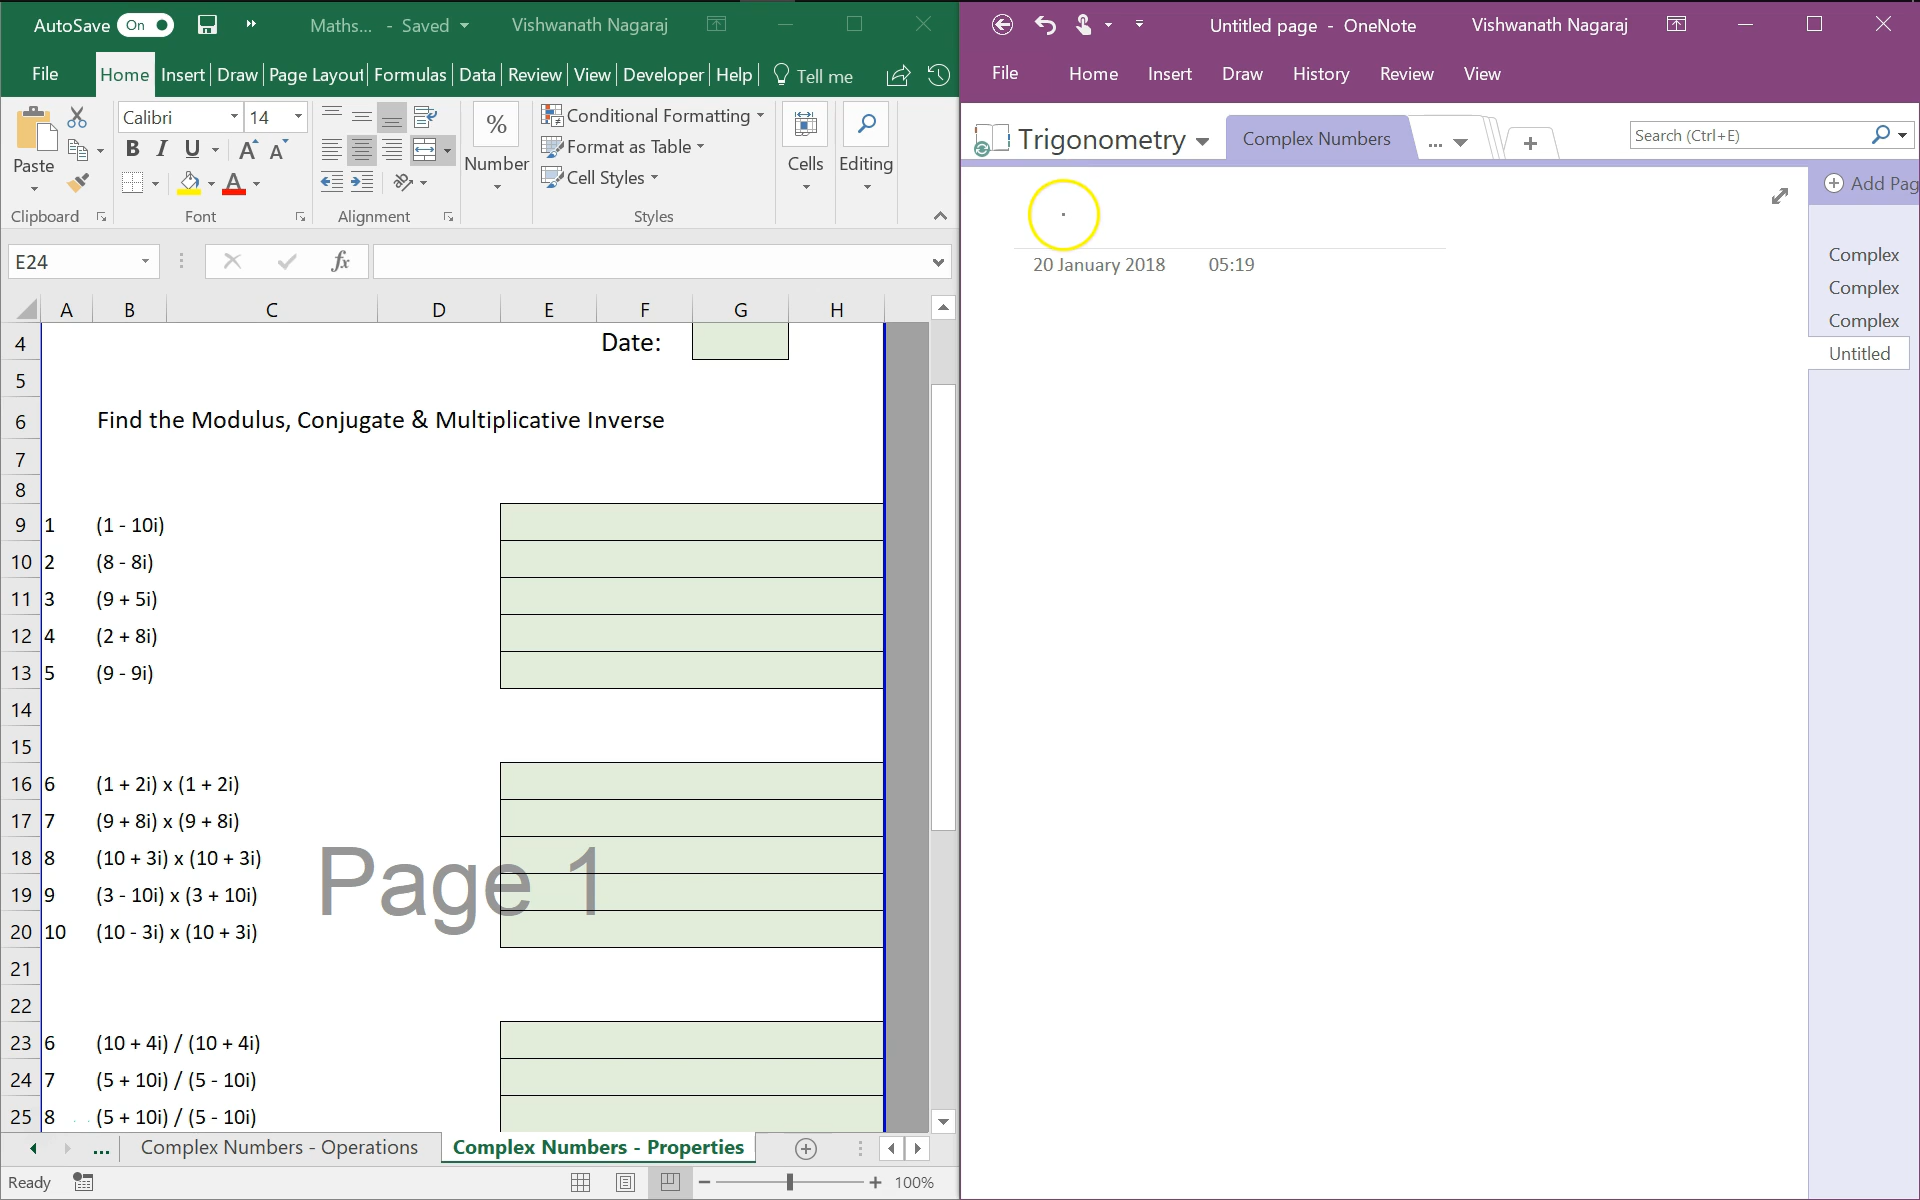 AutoSave On Maths... - Saved Vishwanath Nagaraj
File Home Insert Draw Page Layout Formulas Data Review View Developer Help Tell me
Paste
Calibri 14
B I U A A
A
% Number
Conditional Formatting
Format as Table
Cell Styles
Cells Editing
Clipboard Font Alignment Styles
E24 fx
A B C D E F G H
4 Date:
5
6 Find the Modulus, Conjugate & Multiplicative Inverse
7
8
9 1 (1 - 10i)
10 2 (8 - 8i)
11 3 (9 + 5i)
12 4 (2 + 8i)
13 5 (9 - 9i)
14
15
16 6 (1 + 2i) x (1 + 2i)
17 7 (9 + 8i) x (9 + 8i)
18 8 (10 + 3i) x (10 + 3i)
19 9 (3 - 10i) x (3 + 10i)
20 10 (10 - 3i) x (10 + 3i)
Page 1
21
22
23 6 (10 + 4i) / (10 + 4i)
24 7 (5 + 10i) / (5 - 10i)
25 8 (5 + 10i) / (5 - 10i)
... Complex Numbers - Operations Complex Numbers - Properties
Ready 100%
Untitled page - OneNote Vishwanath Nagaraj
File Home Insert Draw History Review View
Trigonometry Complex Numbers ... Search (Ctrl+E)
Add Pag
20 January 2018 05:19
Complex
Complex
Complex
Untitled